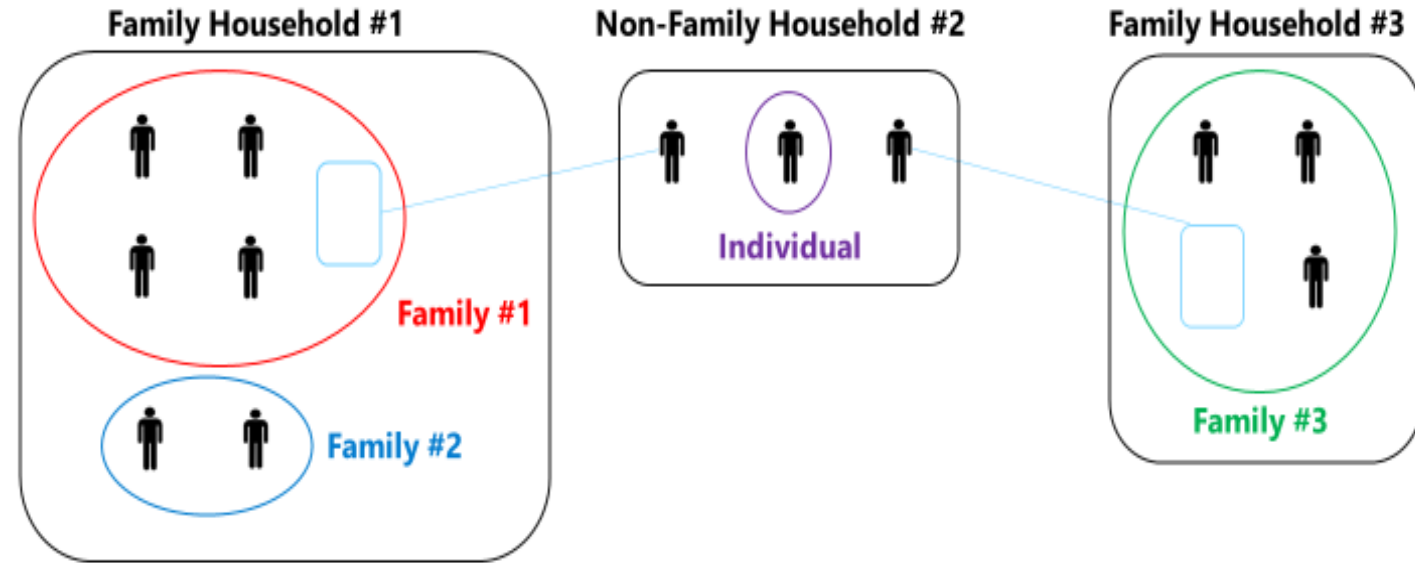 Family Household #1
Non-Family Household #2
Family Household #3
Individual
Family #1
Family #2
Family #3